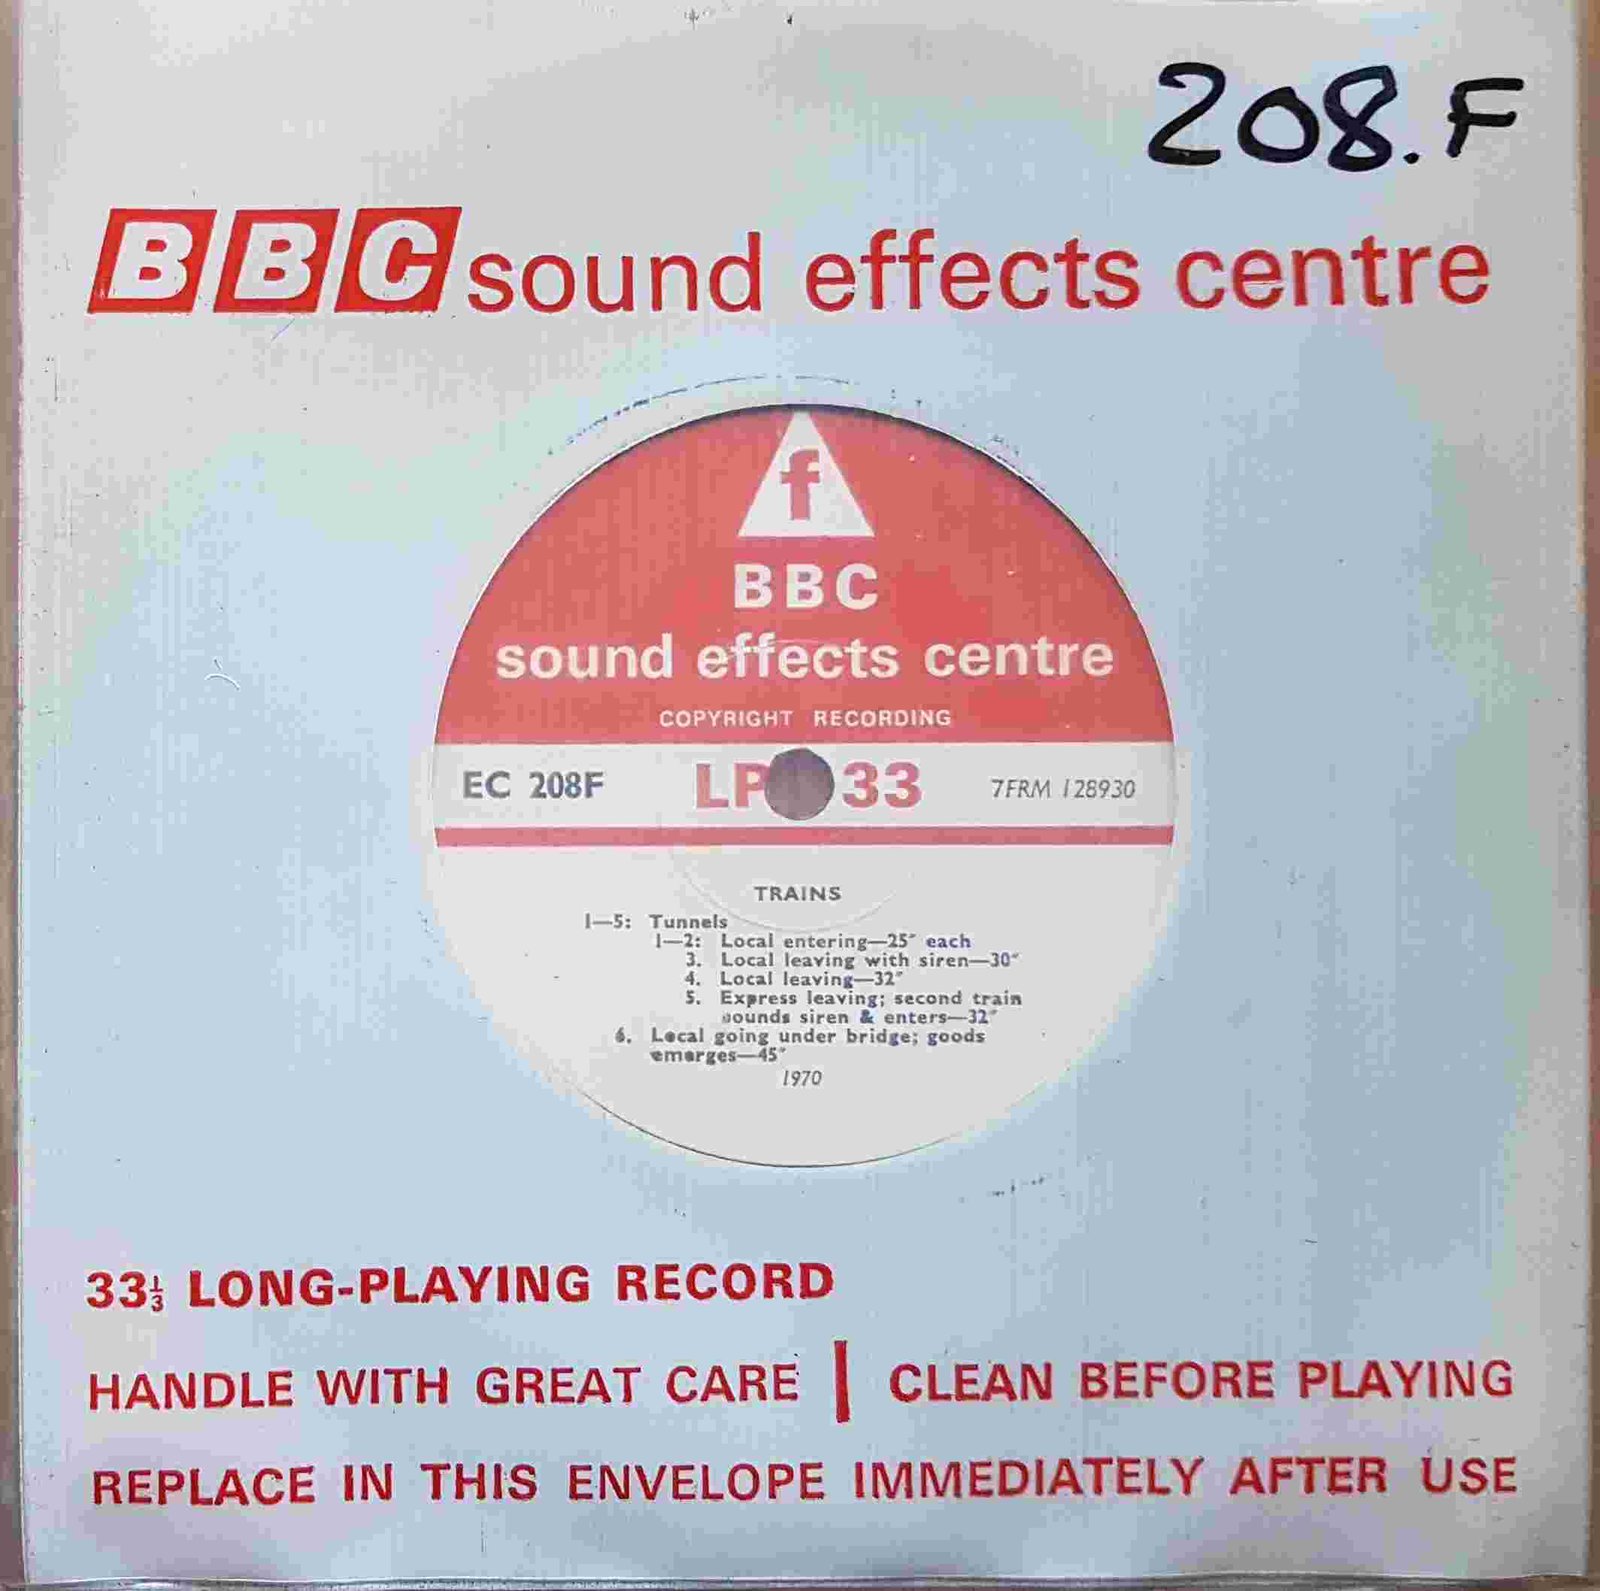 208.F
BBC sound effects centre
f
BBC
sound effects centre
COPYRIGHT RECORDING
EC 208F LP 33 7FRM 128930
TRAINS
1—5: Tunnels
1—2: Local entering—25″ each
3. Local leaving with siren—30″
4. Local leaving—32″
5. Express leaving; second train
sounds siren & enters—32″
6. Local going under bridge; goods
emerges—45″
1970
33⅓ LONG-PLAYING RECORD
HANDLE WITH GREAT CARE | CLEAN BEFORE PLAYING
REPLACE IN THIS ENVELOPE IMMEDIATELY AFTER USE